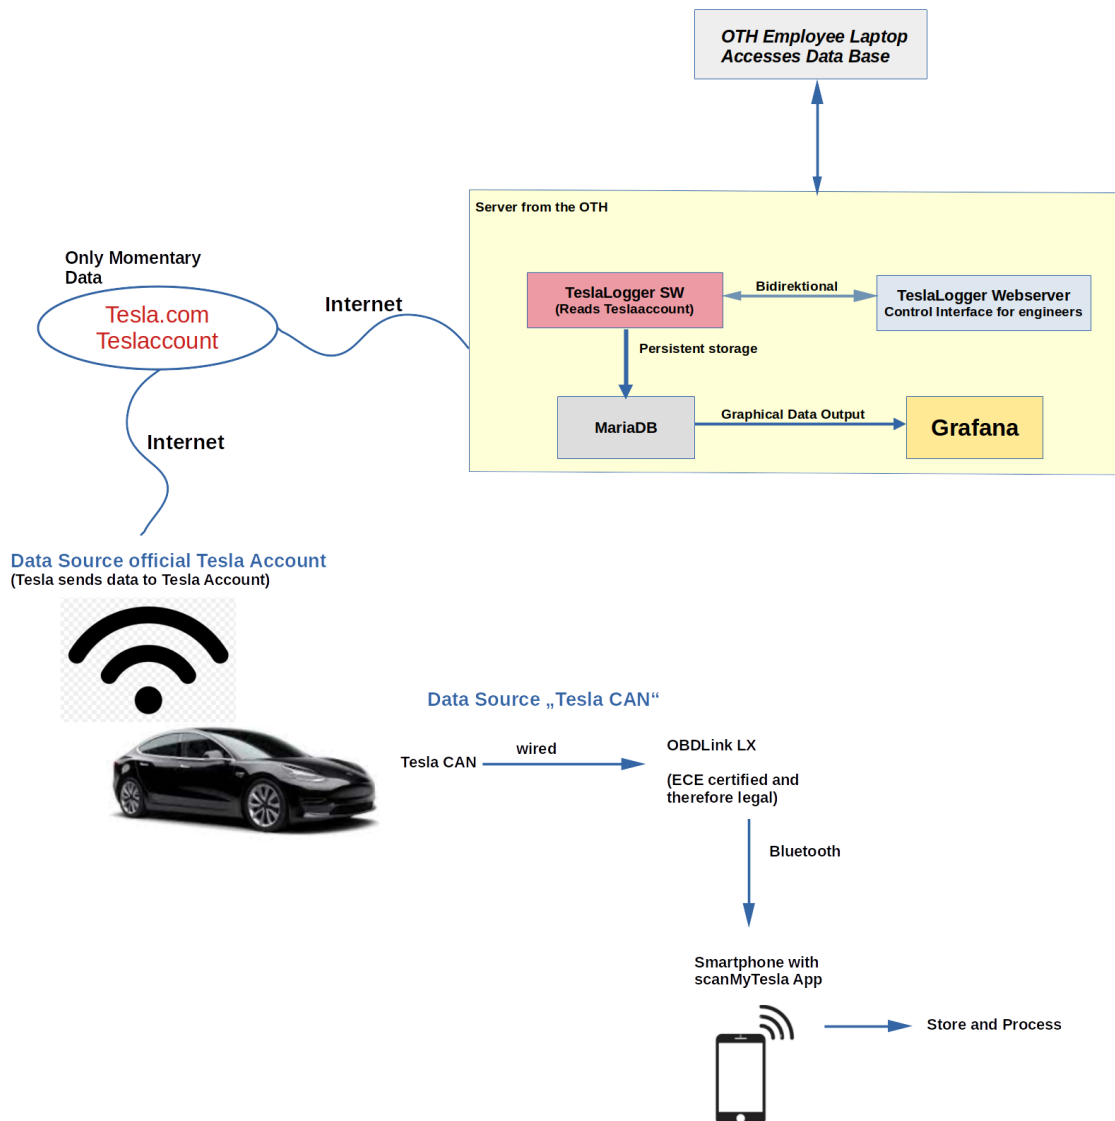 OTH Employee Laptop
Accesses Data Base
Server from the OTH
Only Momentary
Data
Tesla.com
Teslaccount
Internet
TeslaLogger SW
(Reads Teslaaccount)
Bidirektional
TeslaLogger Webserver
Control Interface for engineers
Persistent storage
MariaDB
Graphical Data Output
Grafana
Internet
Data Source official Tesla Account
(Tesla sends data to Tesla Account)
Data Source „Tesla CAN“
Tesla CAN
wired
OBDLink LX
(ECE certified and
therefore legal)
Bluetooth
Smartphone with
scanMyTesla App
Store and Process